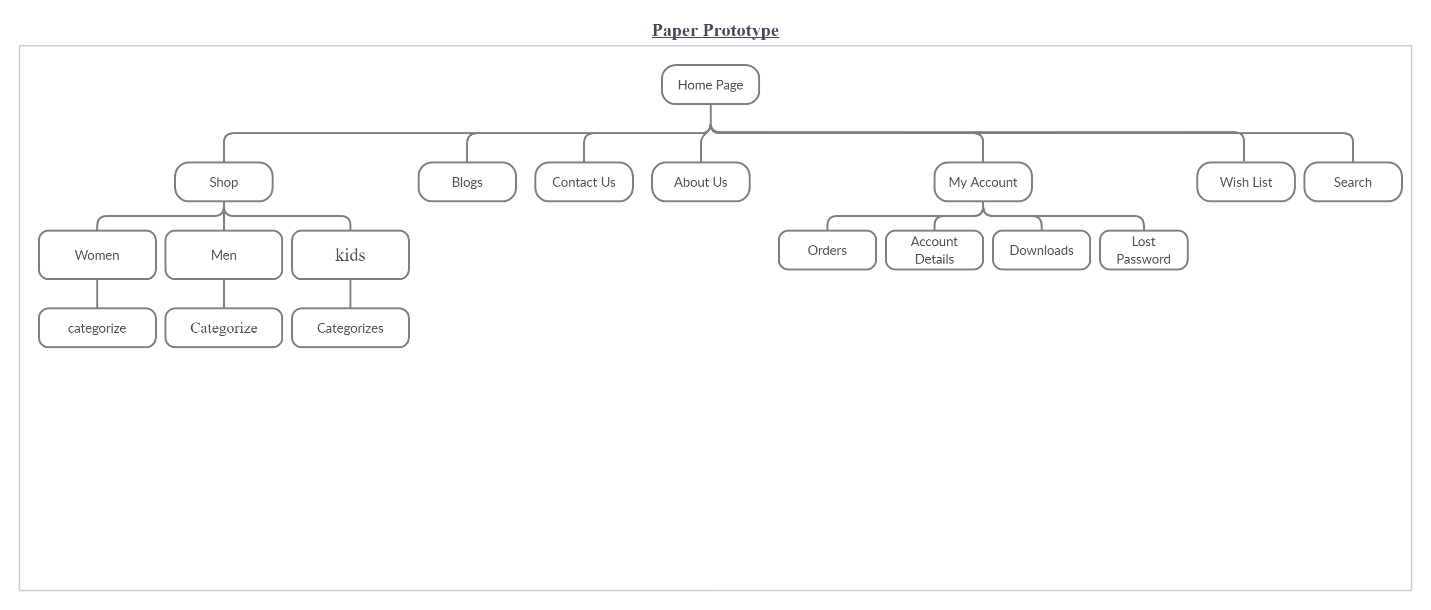 Paper Prototype
Home Page
Shop
Blogs
Contact Us
About Us
My Account
Wish List
Search
Women
Men
kids
Orders
Account
Details
Downloads
Lost
Password
categorize
Categorize
Categorizes